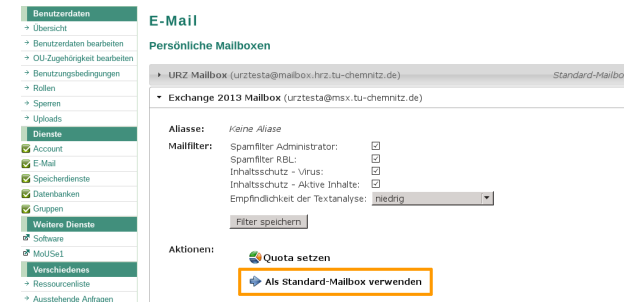 Benutzerdaten
Übersicht
Benutzerdaten bearbeiten
OU-Zugehörigkeit bearbeiten
Benutzungsbedingungen
Rollen
Sperren
Uploads
Dienste
Account
E-Mail
Speicherdienste
Datenbanken
Gruppen
Weitere Dienste
Software
MoUSe1
Verschiedenes
Ressourcenliste
Ausstehende Anfragen
E-Mail
Persönliche Mailboxen
URZ Mailbox (urztesta@mailbox.hrz.tu-chemnitz.de) Standard-Mailbo
Exchange 2013 Mailbox (urztesta@msx.tu-chemnitz.de)
Aliasse: Keine Aliase
Mailfilter: Spamfilter Administrator:
Spamfilter RBL:
Inhaltsschutz - Virus:
Inhaltsschutz - Aktive Inhalte:
Empfindlichkeit der Textanalyse: niedrig
Filter speichern
Aktionen:
Quota setzen
Als Standard-Mailbox verwenden